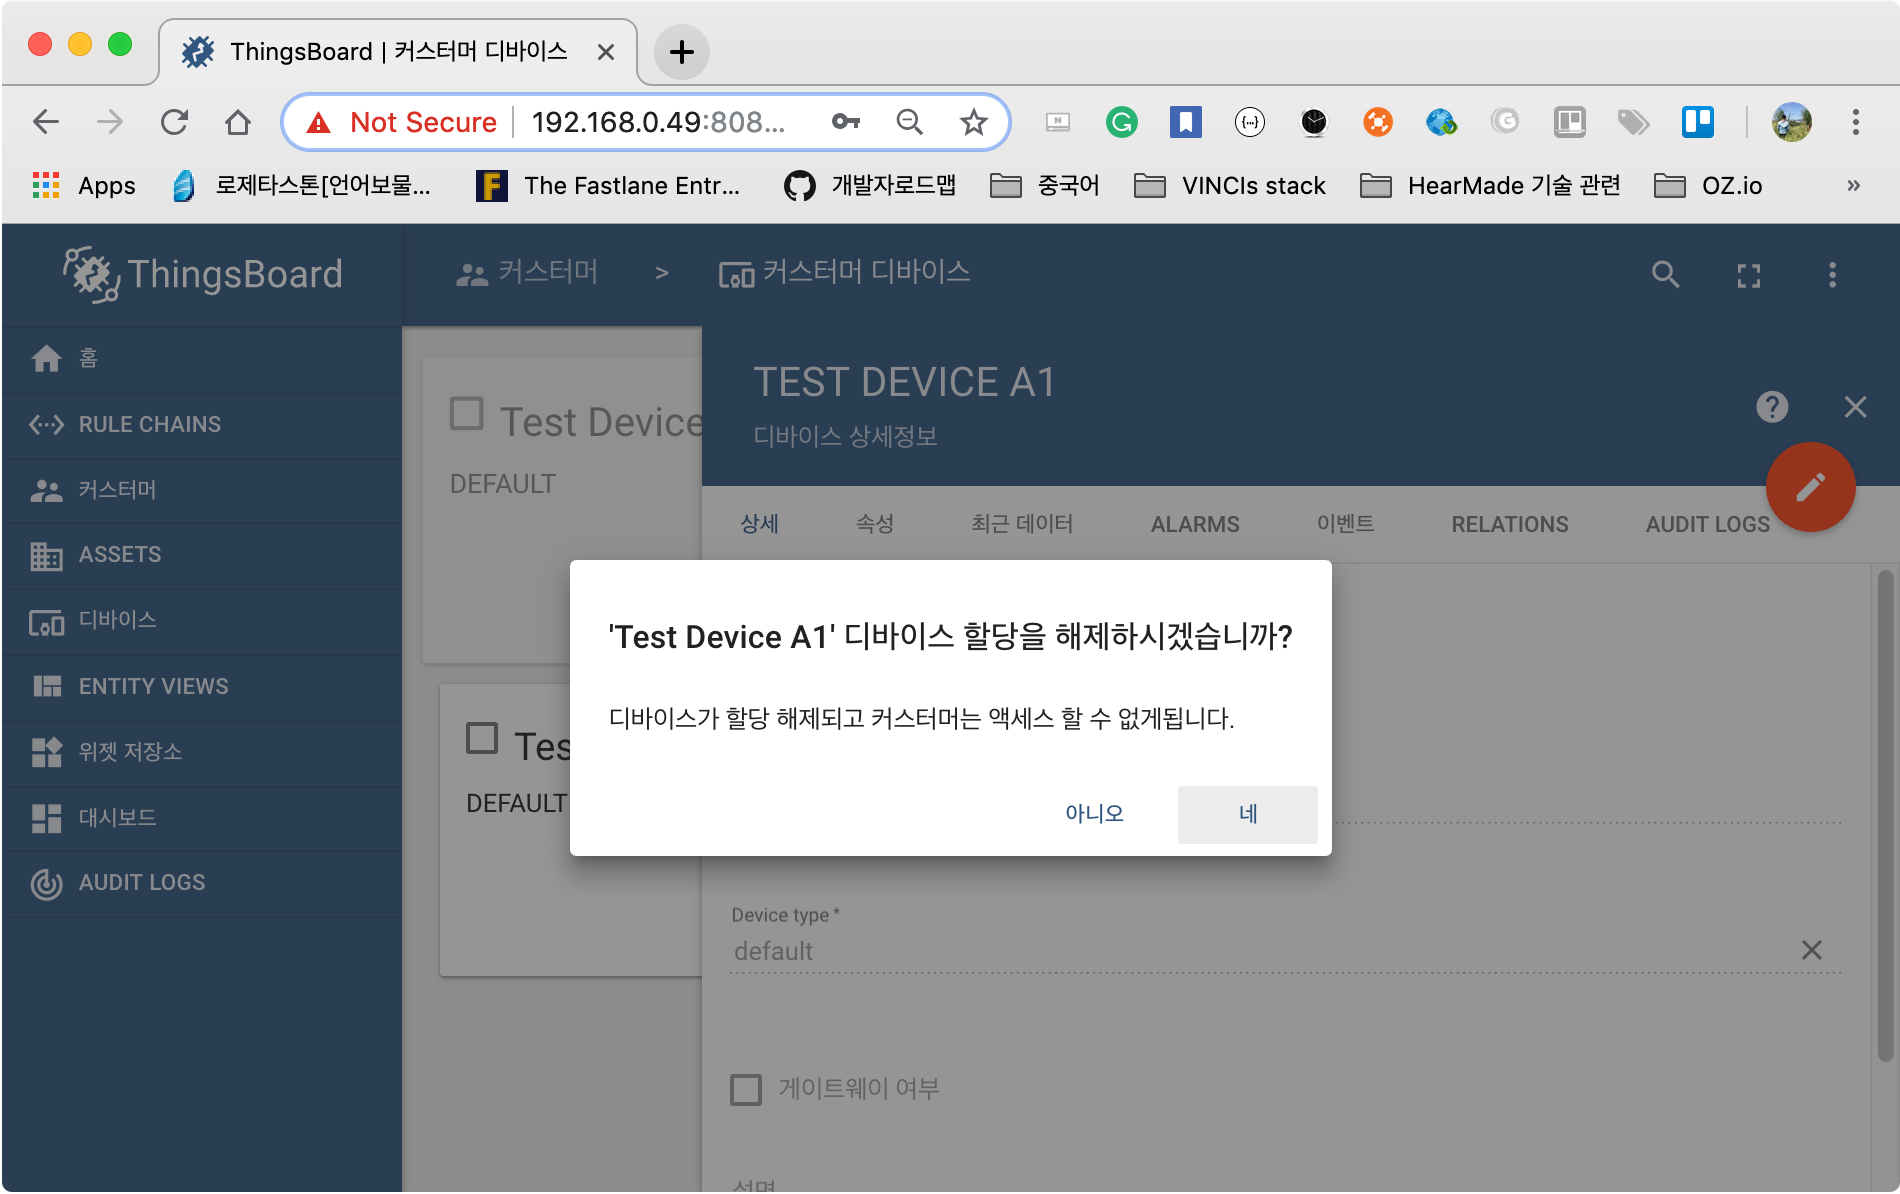 ThingsBoard | 커스터머 디바이스
Not Secure 192.168.0.49:808...
Apps 로제타스톤[언어보물... The Fastlane Entr... 개발자로드맵 중국어 VINCIs stack HearMade 기술 관련 OZ.io »
ThingsBoard
커스터머 > 커스터머 디바이스
홈
RULE CHAINS
커스터머
ASSETS
디바이스
ENTITY VIEWS
위젯 저장소
대시보드
AUDIT LOGS
Test Device
DEFAULT
Tes
DEFAULT
TEST DEVICE A1
디바이스 상세정보
상세 속성 최근 데이터 ALARMS 이벤트 RELATIONS AUDIT LOGS
'Test Device A1' 디바이스 할당을 해제하시겠습니까?
디바이스가 할당 해제되고 커스터머는 액세스 할 수 없게됩니다.
아니오 네
Device type *
default
게이트웨이 여부
설명